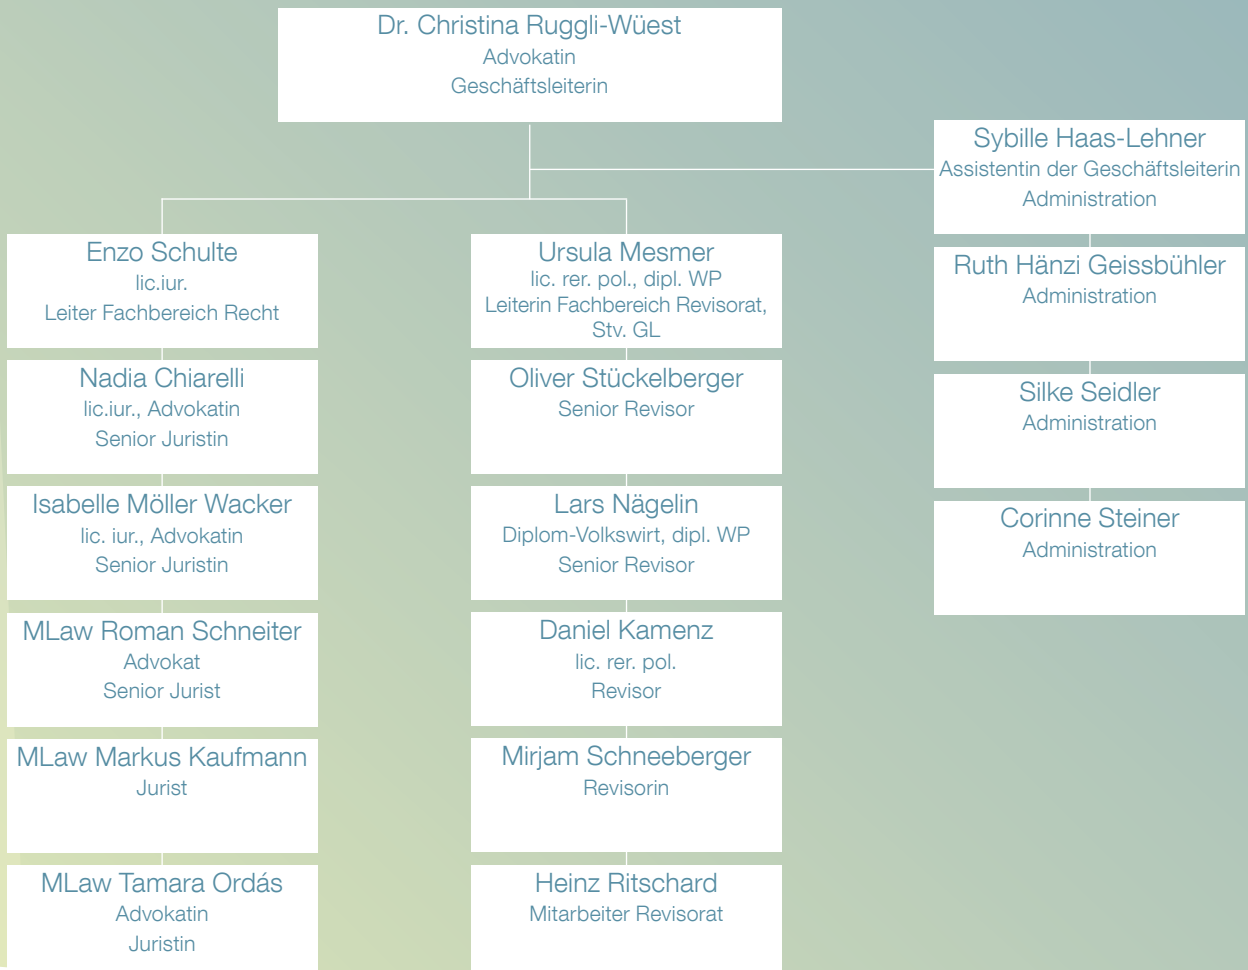 Dr. Christina Ruggli-Wüest
Advokatin
Geschäftsleiterin
Sybille Haas-Lehner
Assistentin der Geschäftsleiterin
Administration
Ruth Hänzi Geissbühler
Administration
Silke Seidler
Administration
Corinne Steiner
Administration
Enzo Schulte
lic.iur.
Leiter Fachbereich Recht
Nadia Chiarelli
lic.iur., Advokatin
Senior Juristin
Isabelle Möller Wacker
lic. iur., Advokatin
Senior Juristin
MLaw Roman Schneiter
Advokat
Senior Jurist
MLaw Markus Kaufmann
Jurist
MLaw Tamara Ordás
Advokatin
Juristin
Ursula Mesmer
lic. rer. pol., dipl. WP
Leiterin Fachbereich Revisorat,
Stv. GL
Oliver Stückelberger
Senior Revisor
Lars Nägelin
Diplom-Volkswirt, dipl. WP
Senior Revisor
Daniel Kamenz
lic. rer. pol.
Revisor
Mirjam Schneeberger
Revisorin
Heinz Ritschard
Mitarbeiter Revisorat